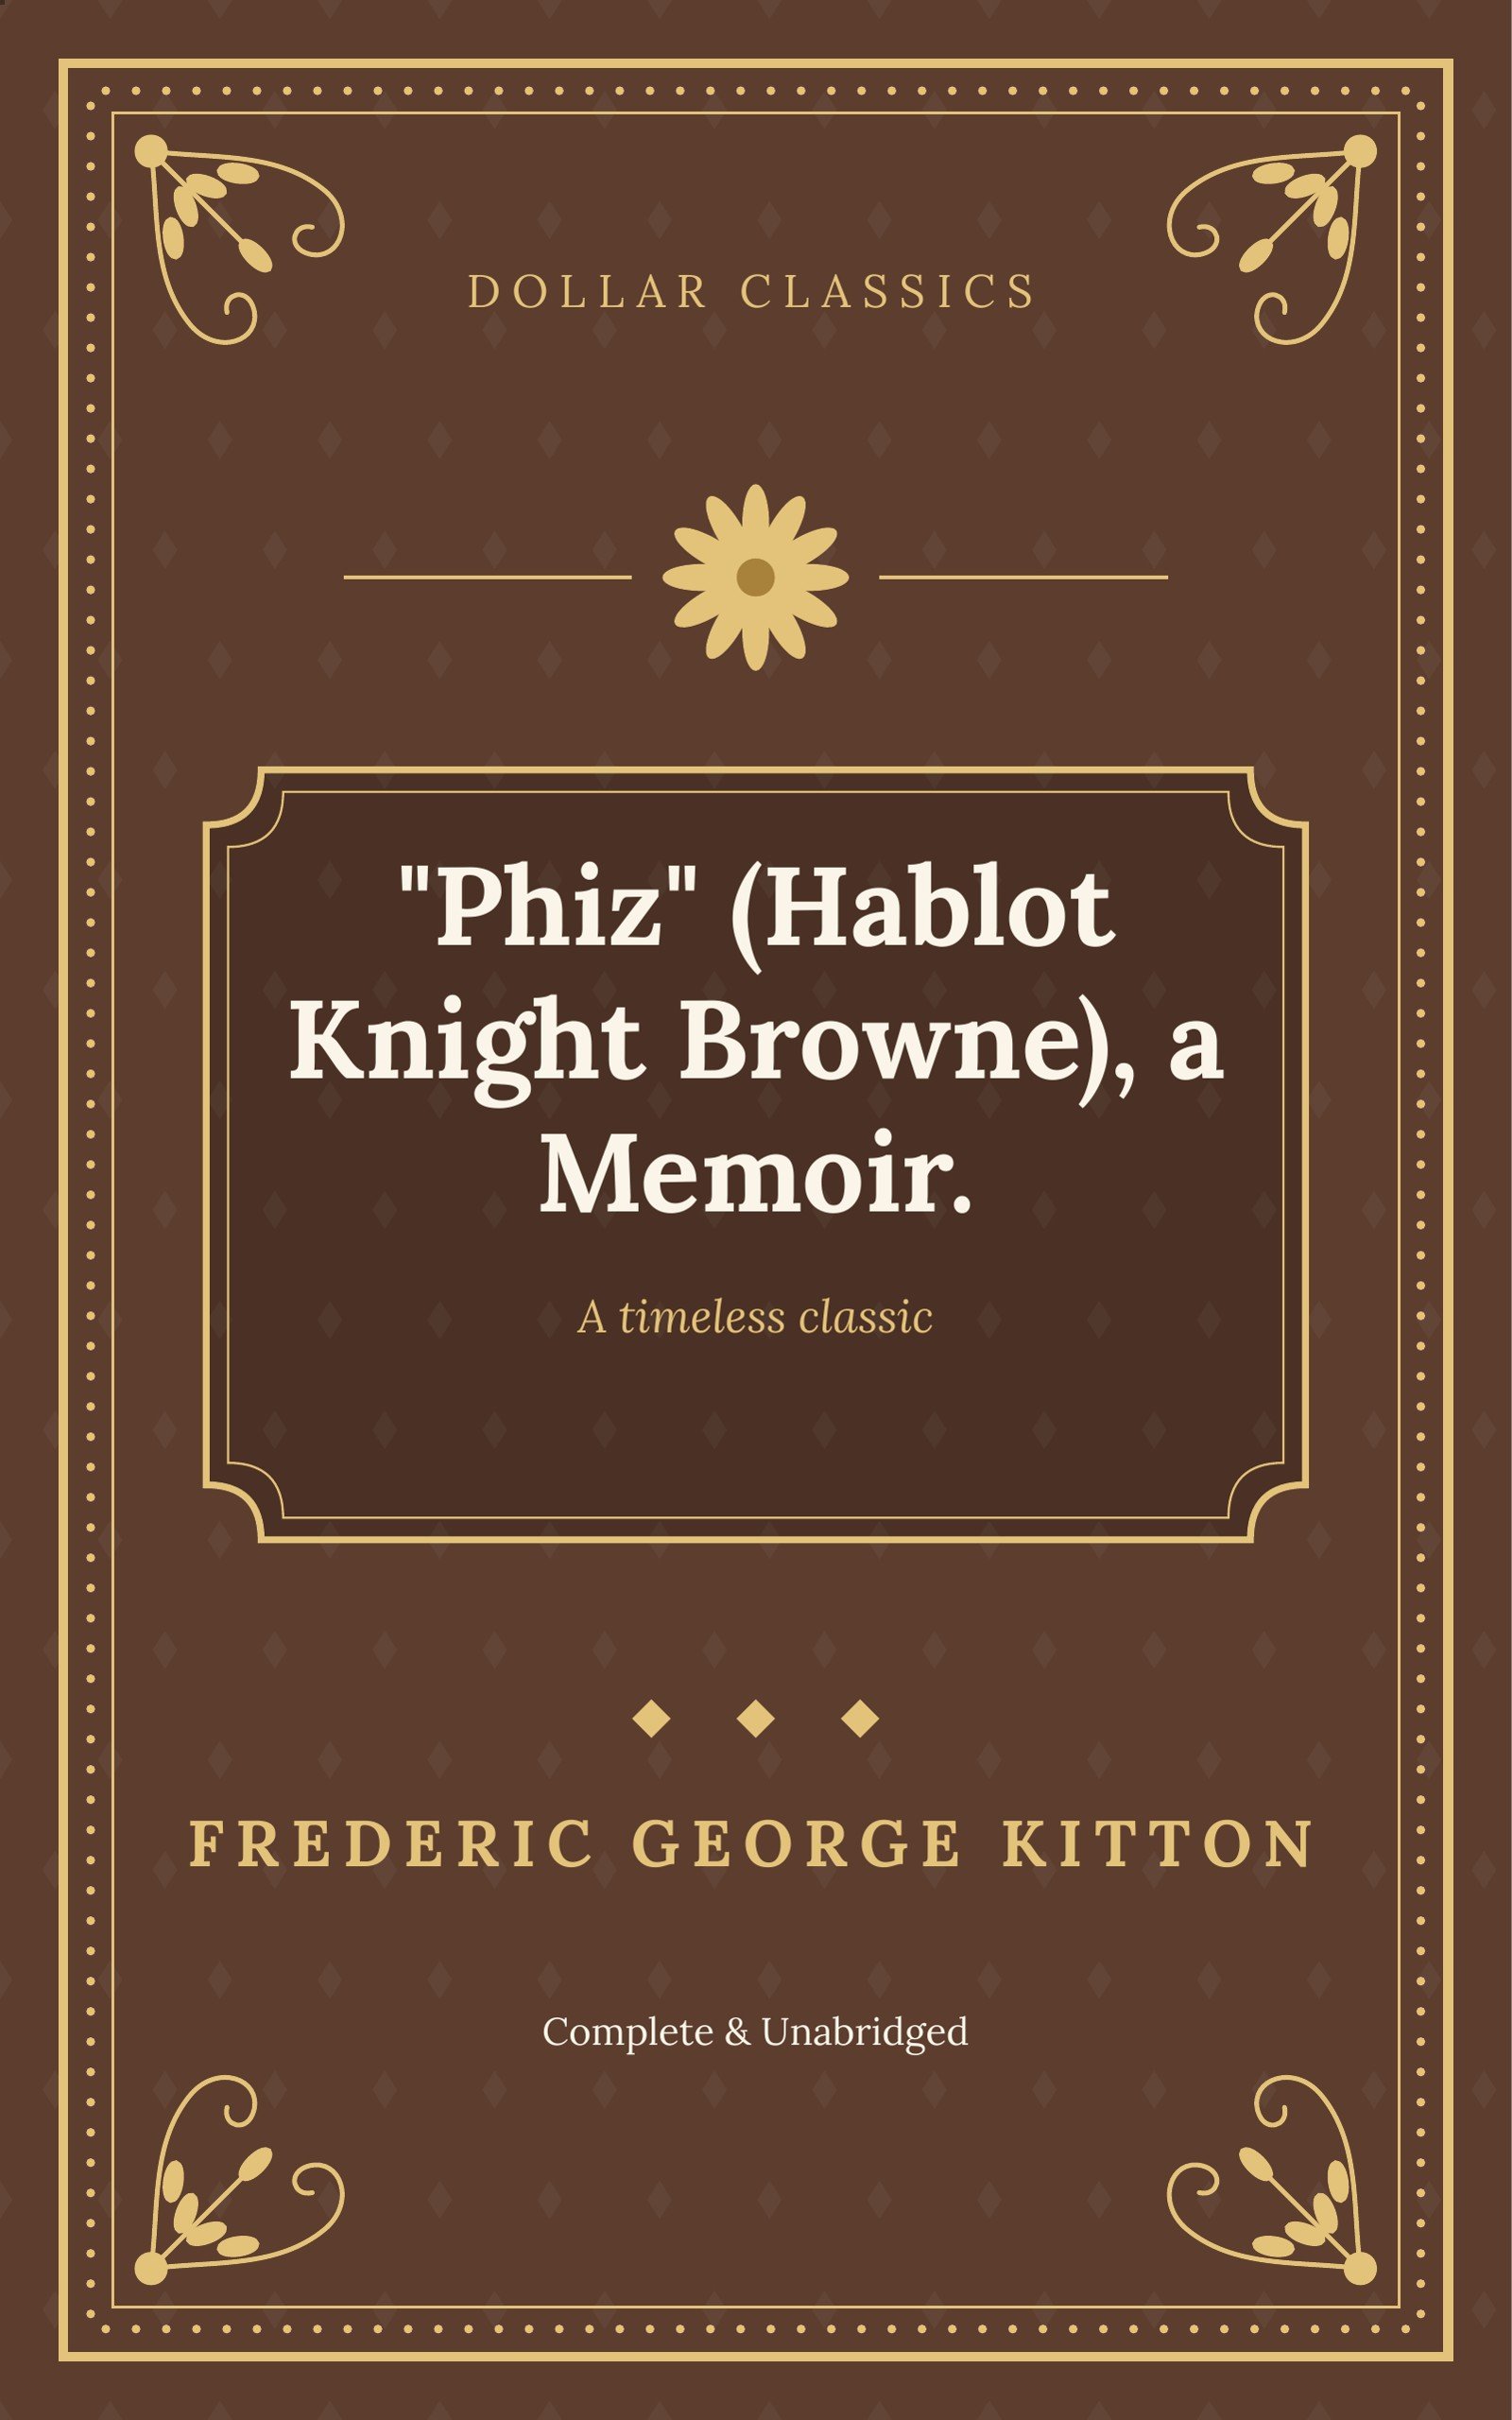 DOLLAR CLASSICS
"Phiz" (Hablot
Knight Browne), a
Memoir.
A timeless classic
FREDERIC GEORGE KITTON
Complete & Unabridged